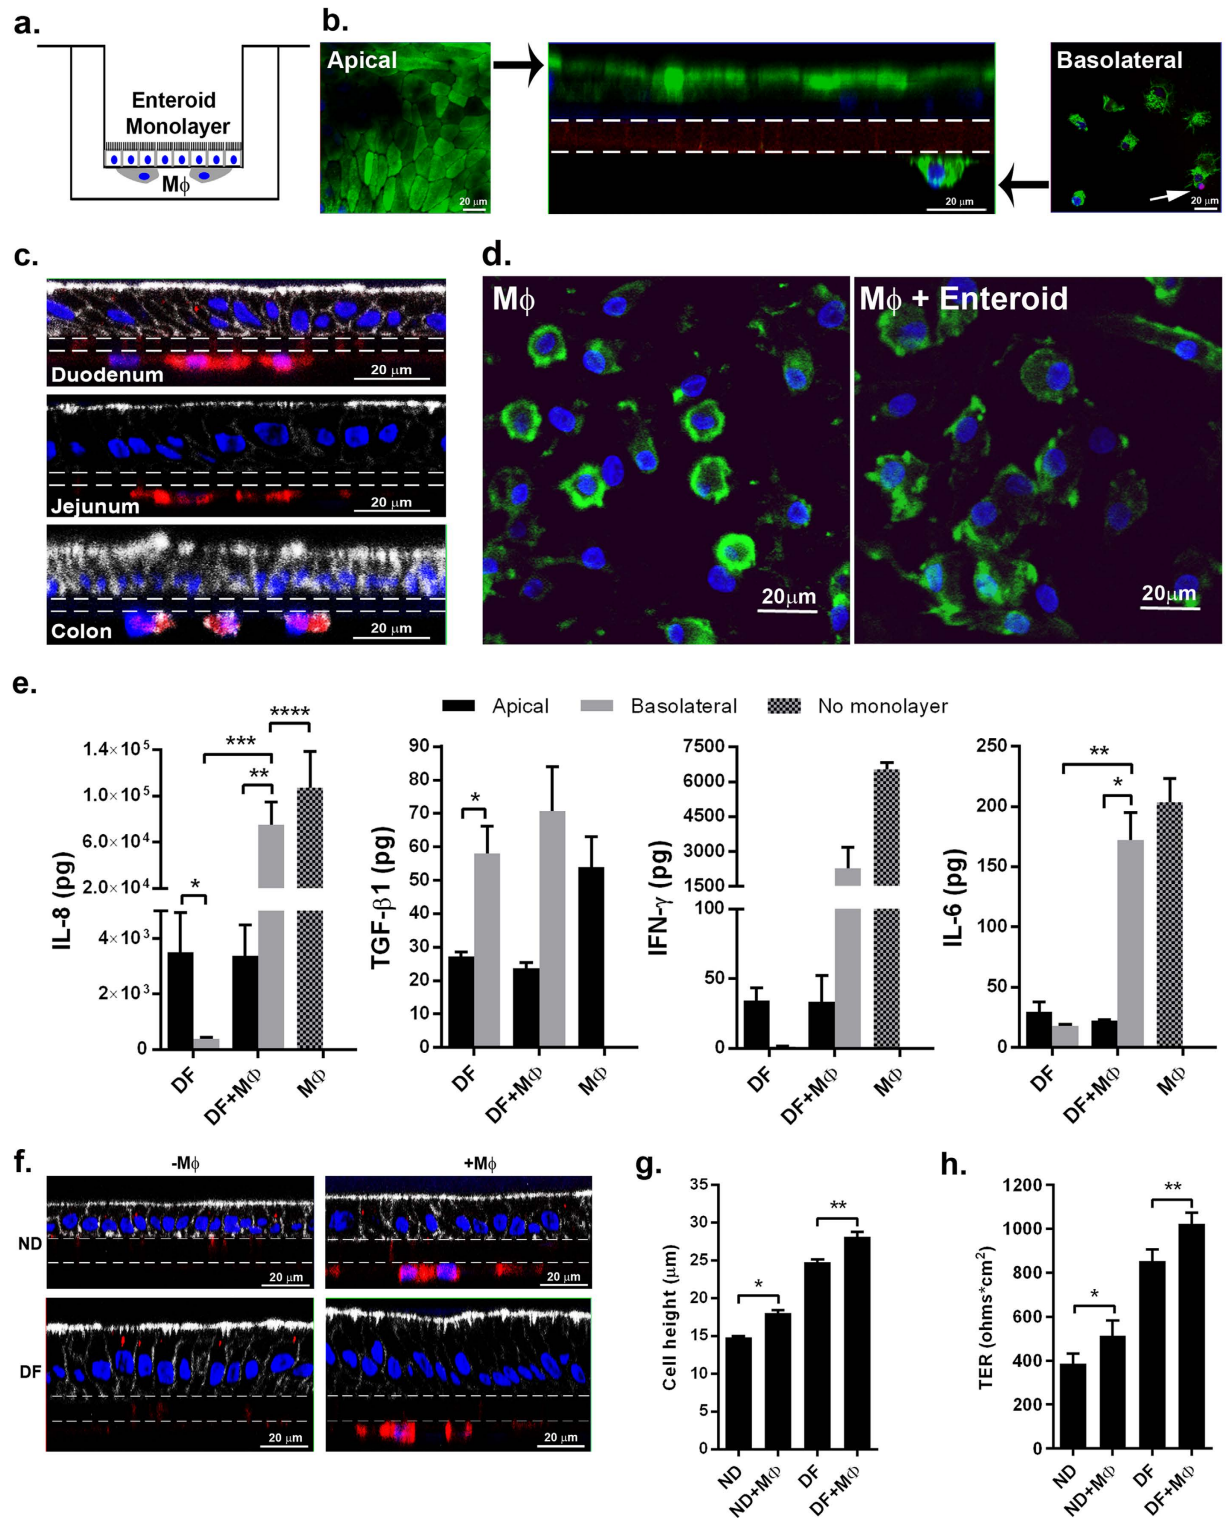 a.
Enteroid
Monolayer
Mϕ
b.
Apical
20 μm
20 μm
Basolateral
20 μm
c.
Duodenum
20 μm
Jejunum
20 μm
Colon
20 μm
d.
Mϕ
20μm
Mϕ + Enteroid
20μm
e.
Apical
Basolateral
No monolayer
IL-8 (pg)
1.4×10⁵
1.0×10⁵
6.0×10⁴
2.0×10⁴
4×10³
2×10³
0
*
***
**
****
DF
DF+MΦ
MΦ
TGF-β1 (pg)
90
80
70
60
50
40
30
20
10
0
*
DF
DF+MΦ
MΦ
IFN-γ (pg)
7500
6000
4500
3000
1500
100
50
0
DF
DF+MΦ
MΦ
IL-6 (pg)
250
200
150
100
50
0
**
*
DF
DF+MΦ
MΦ
f.
-Mϕ
+Mϕ
ND
20 μm
20 μm
DF
20 μm
20 μm
g.
Cell height (μm)
35
30
25
20
15
10
5
0
*
**
ND
ND+MΦ
DF
DF+MΦ
h.
TER (ohms*cm²)
1200
1000
800
600
400
200
0
*
**
ND
ND+MΦ
DF
DF+MΦ